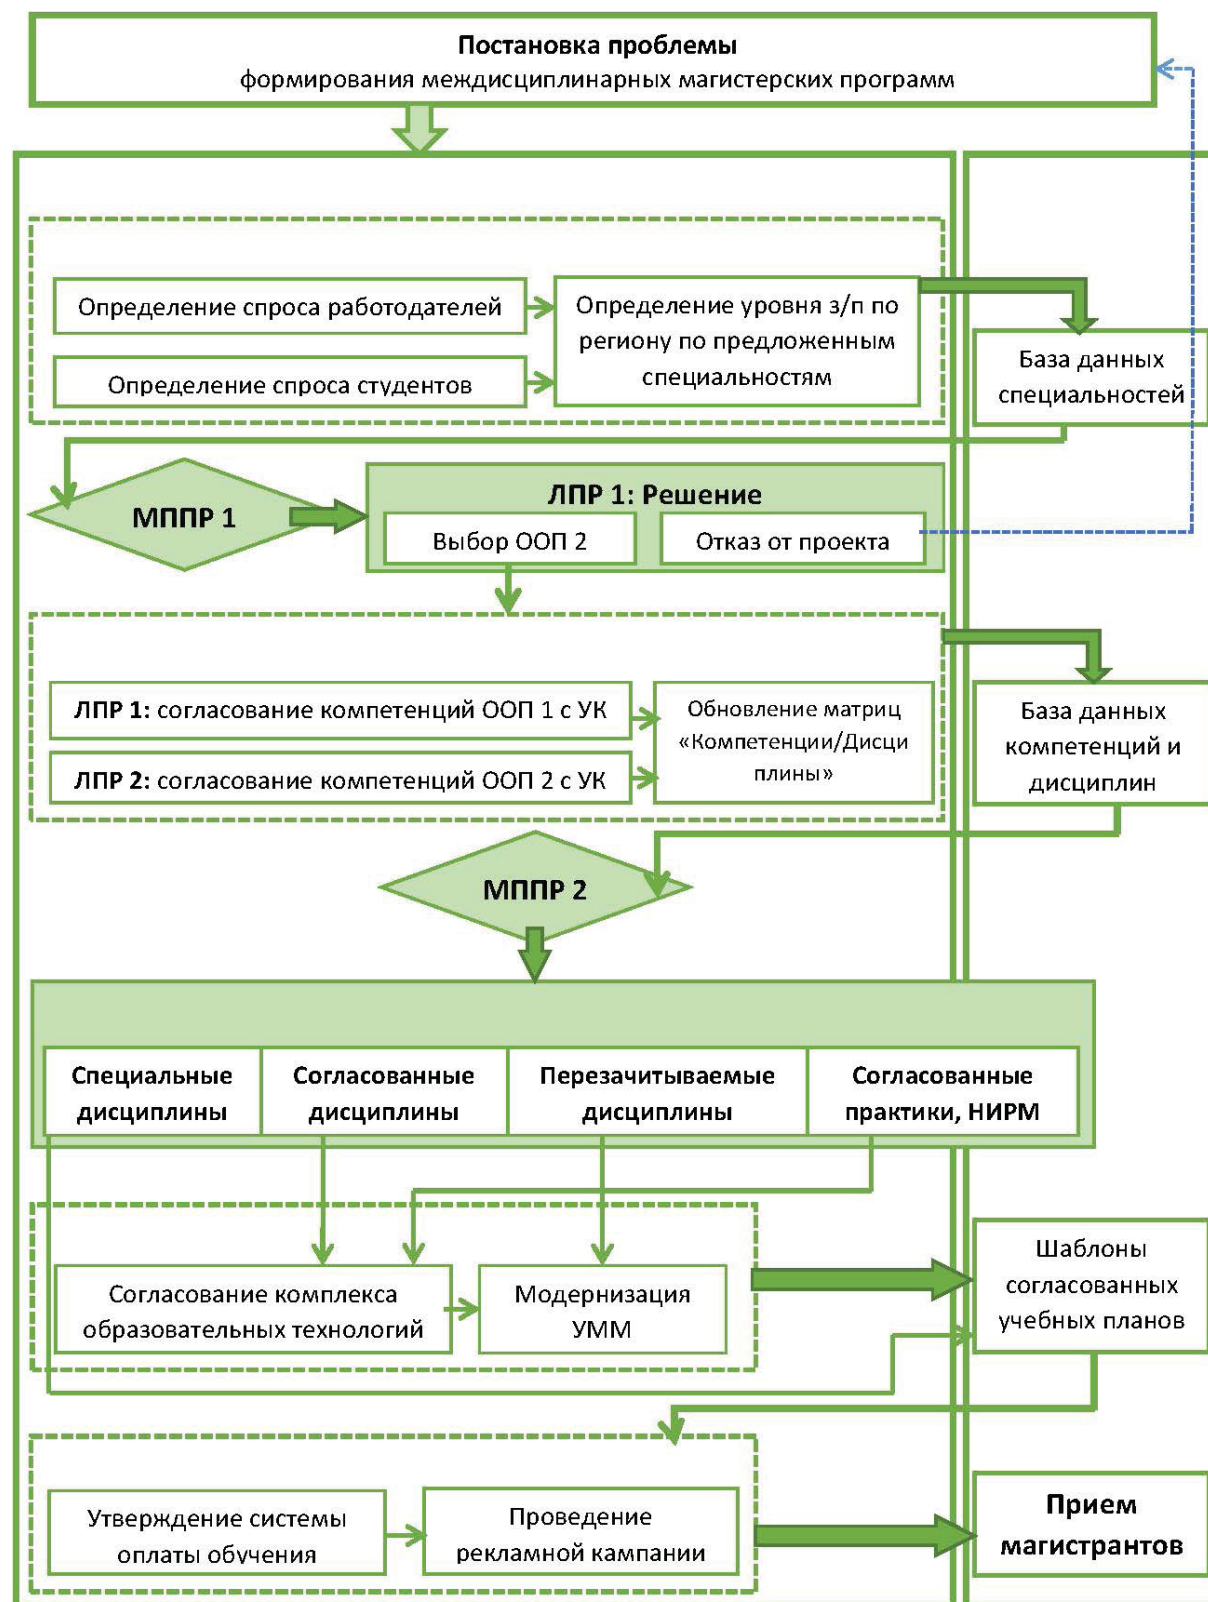 Постановка проблемы
формирования междисциплинарных магистерских программ
Определение спроса работодателей
Определение спроса студентов
Определение уровня з/п по
региону по предложенным
специальностям
База данных
специальностей
МППР 1
ЛПР 1: Решение
Выбор ООП 2
Отказ от проекта
ЛПР 1: согласование компетенций ООП 1 с УК
ЛПР 2: согласование компетенций ООП 2 с УК
Обновление матриц
«Компетенции/Дисци
плины»
База данных
компетенций и
дисциплин
МППР 2
Специальные
дисциплины
Согласованные
дисциплины
Перезачитываемые
дисциплины
Согласованные
практики, НИРМ
Согласование комплекса
образовательных технологий
Модернизация
УММ
Шаблоны
согласованных
учебных планов
Утверждение системы
оплаты обучения
Проведение
рекламной кампании
Прием
магистрантов